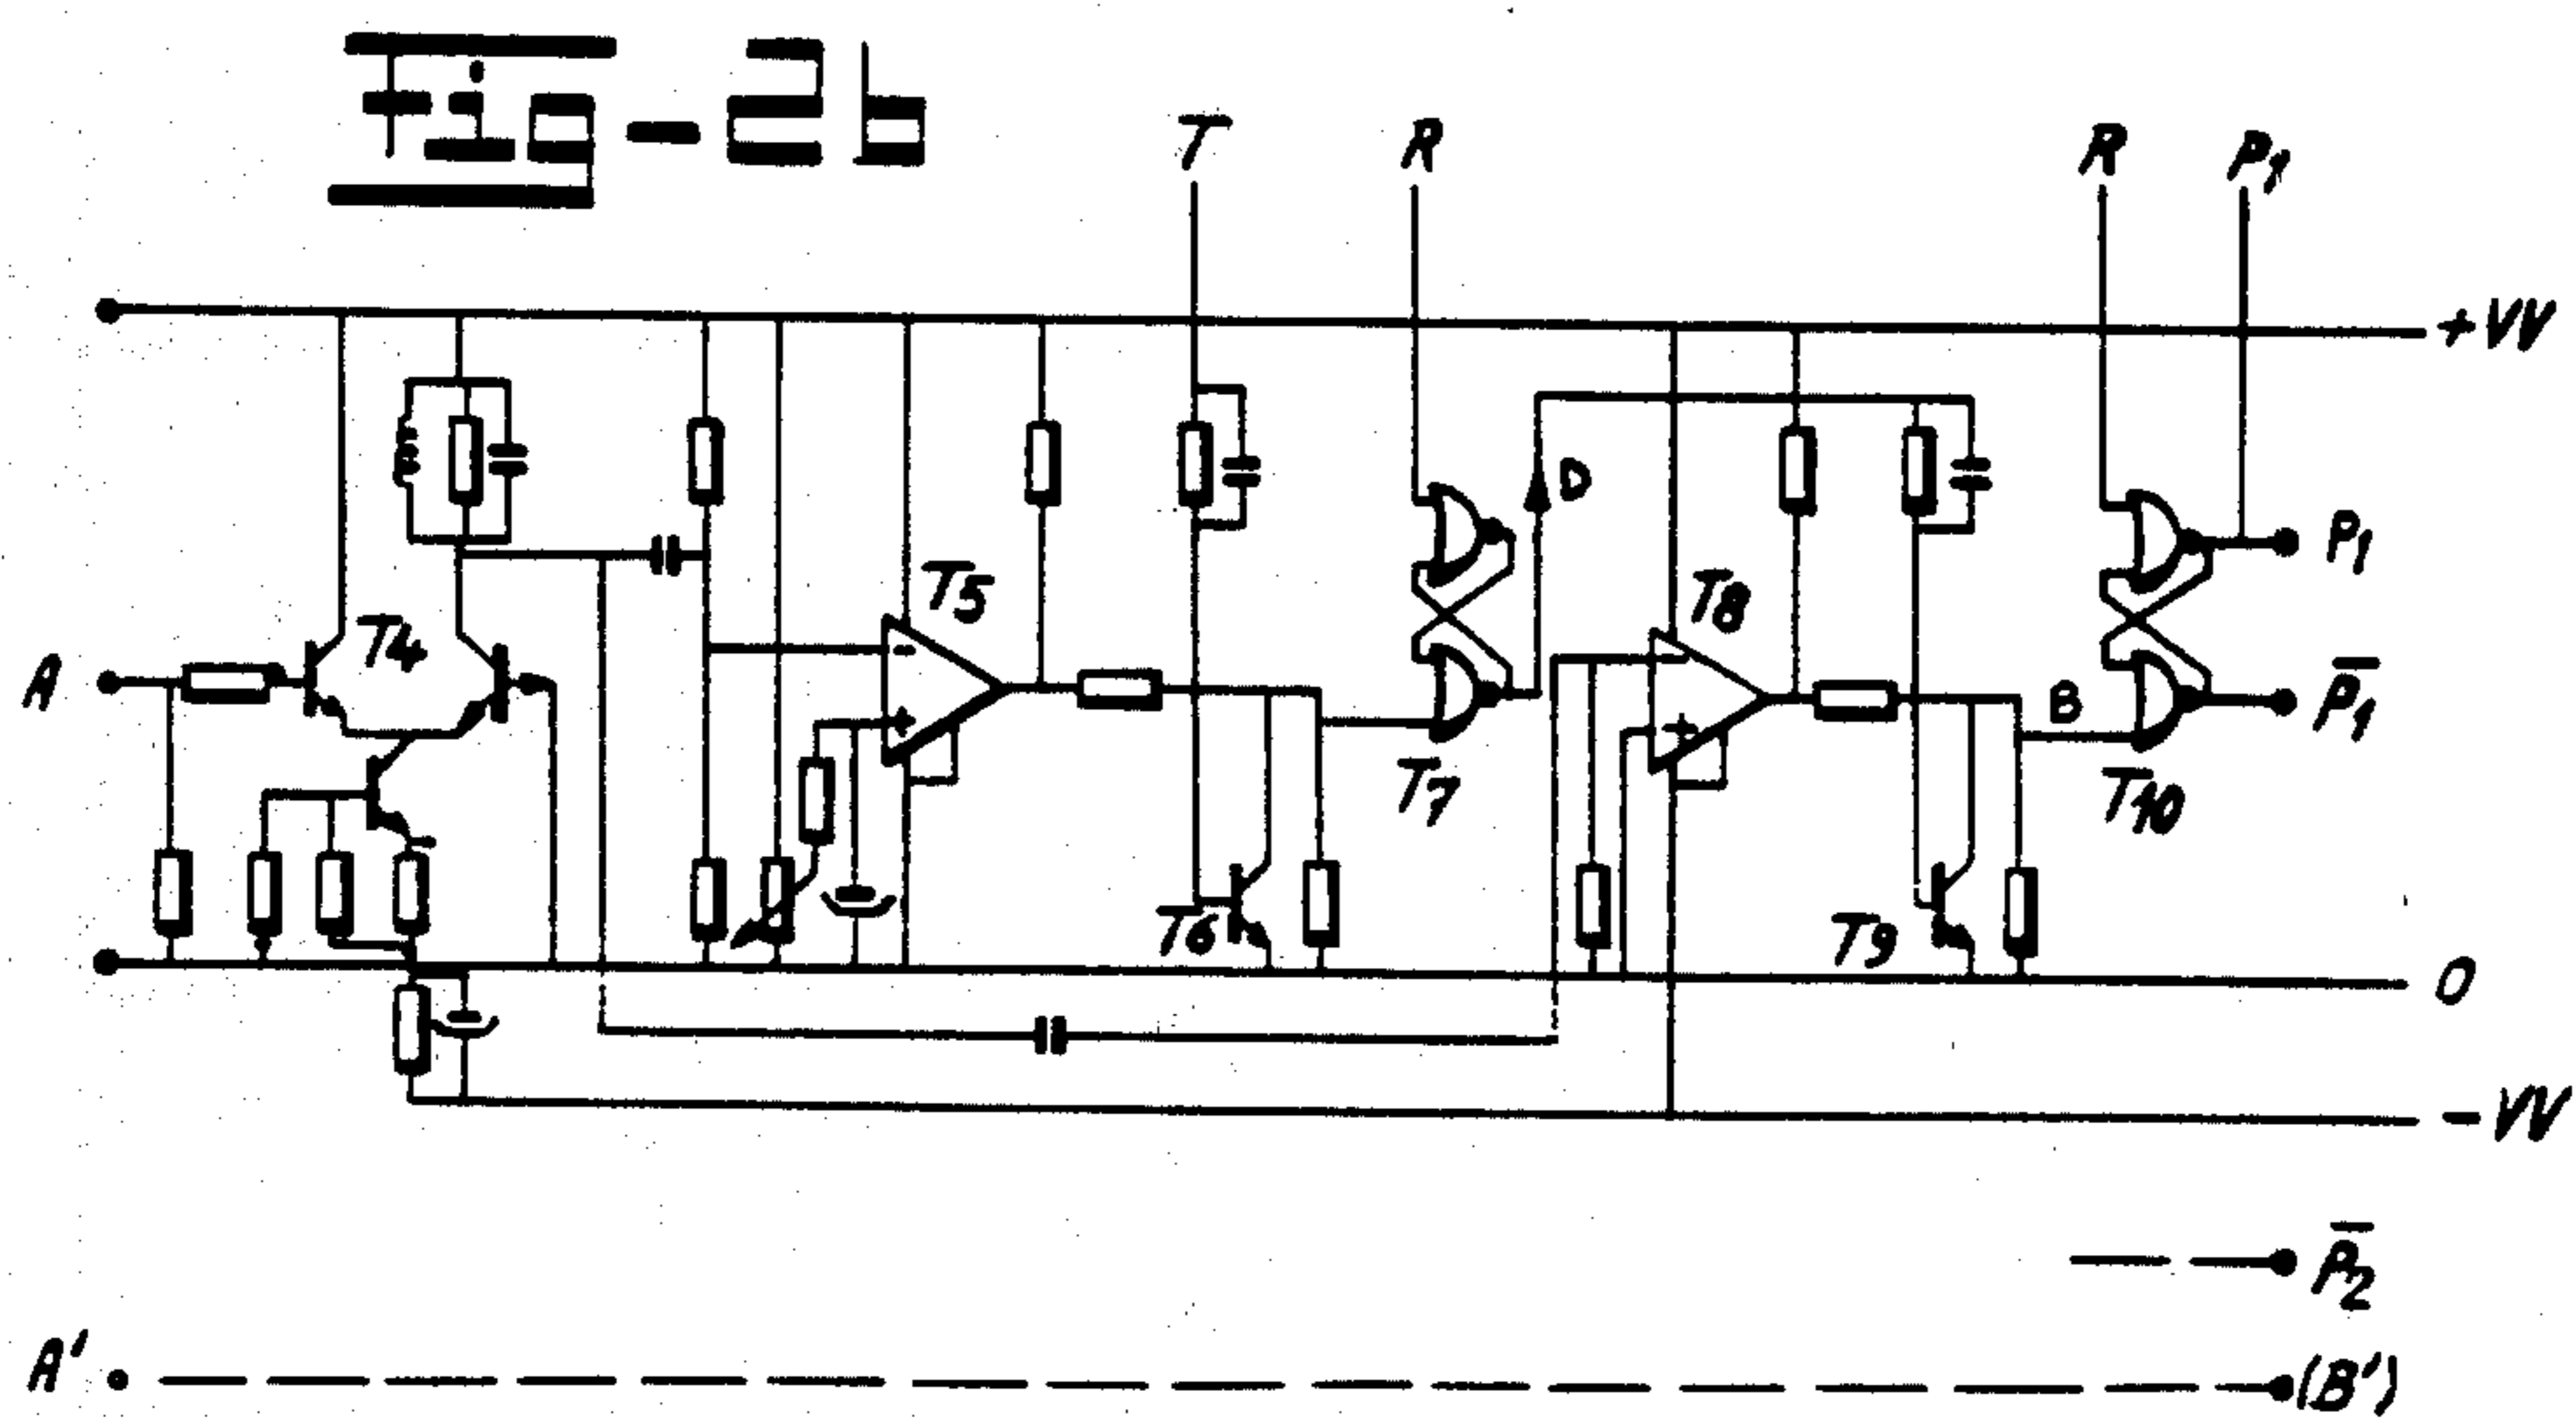 Fig-2b
T R R P1
+VV
D
P1
T5
T8
T4
A
B
P̅1
T7
T10
T6
T9
0
-VV
P̅2
A' (B')